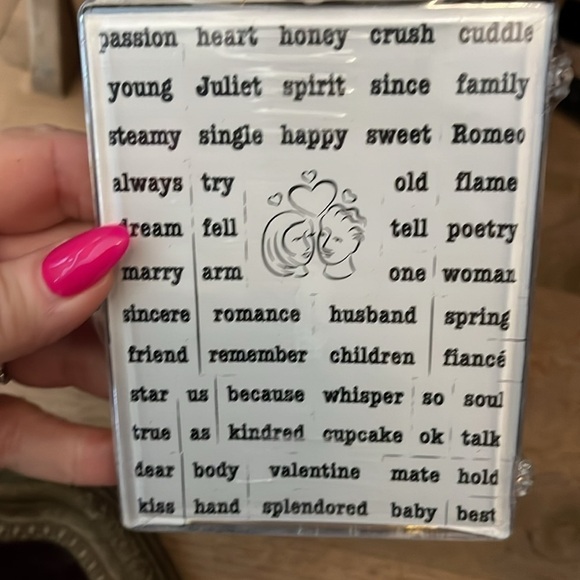 passion heart honey crush cuddle
young Juliet spirit since family
steamy single happy sweet Romeo
always try old flame
dream fell tell poetry
marry arm one woman
sincere romance husband spring
friend remember children fiancé
star us because whisper so soul
true as kindred cupcake ok talk
dear body valentine mate hold
kiss hand splendored baby best